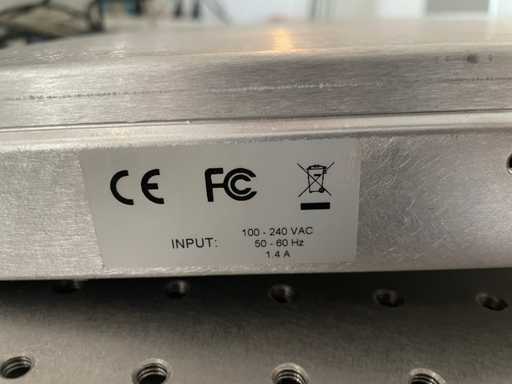 CE FC
100 - 240 VAC
INPUT: 50 - 60 Hz
1.4 A